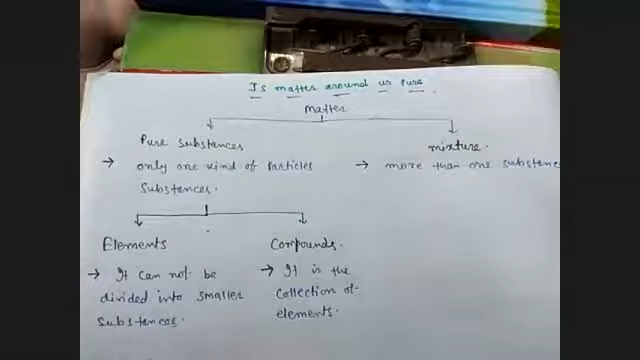 Is matter around us Pure.
Matter
Pure substances
mixture.
→ only one kind of Particles
substances.
→ more than one substance
Elements
Compounds.
→ It can not be
divided into smaller
substances.
→ It is the
collection of
elements.